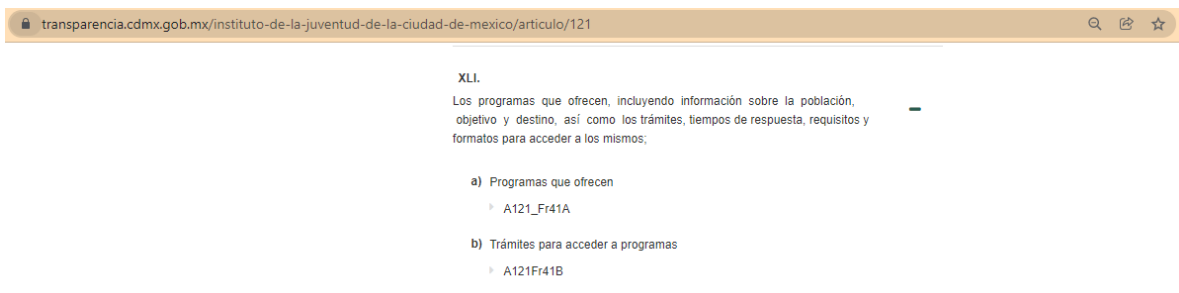 transparencia.cdmx.gob.mx/instituto-de-la-juventud-de-la-ciudad-de-mexico/articulo/121
XLI.
Los programas que ofrecen, incluyendo información sobre la población,
objetivo y destino, así como los trámites, tiempos de respuesta, requisitos y
formatos para acceder a los mismos;
a) Programas que ofrecen
A121_Fr41A
b) Trámites para acceder a programas
A121Fr41B